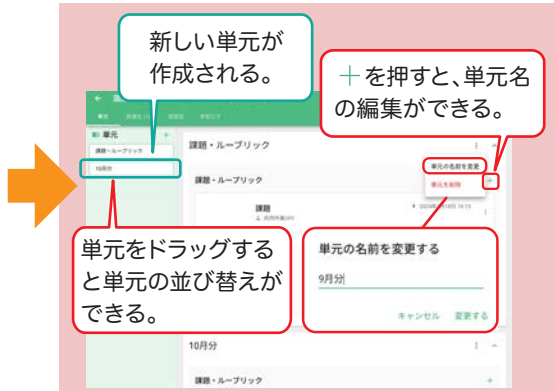 新しい単元が
作成される。
＋を押すと、単元名
の編集ができる。
単元
課題・ルーブリック
10月分
課題・ルーブリック
単元の名前を変更
単元を削除
課題・ルーブリック
課題
単元をドラッグする
と単元の並び替えが
できる。
単元の名前を変更する
9月分
キャンセル 変更する
10月分
課題・ルーブリック